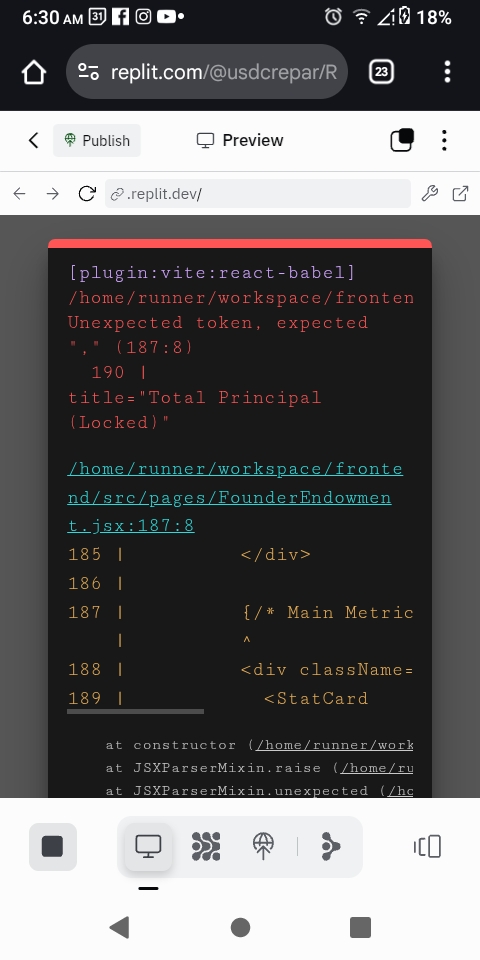 6:30 AM 31 18%
replit.com/@usdcrepar/R 23
Publish Preview
.replit.dev/
[plugin:vite:react-babel]
/home/runner/workspace/fronten
Unexpected token, expected
"," (187:8)
190 |
title="Total Principal
(Locked)"
/home/runner/workspace/fronte
nd/src/pages/FounderEndowmen
t.jsx:187:8
185 | </div>
186 |
187 | {/* Main Metric
| ^
188 | <div className=
189 | <StatCard
at constructor (/home/runner/work
at JSXParserMixin.raise (/home/ru
at JSXParserMixin.unexpected (/ho